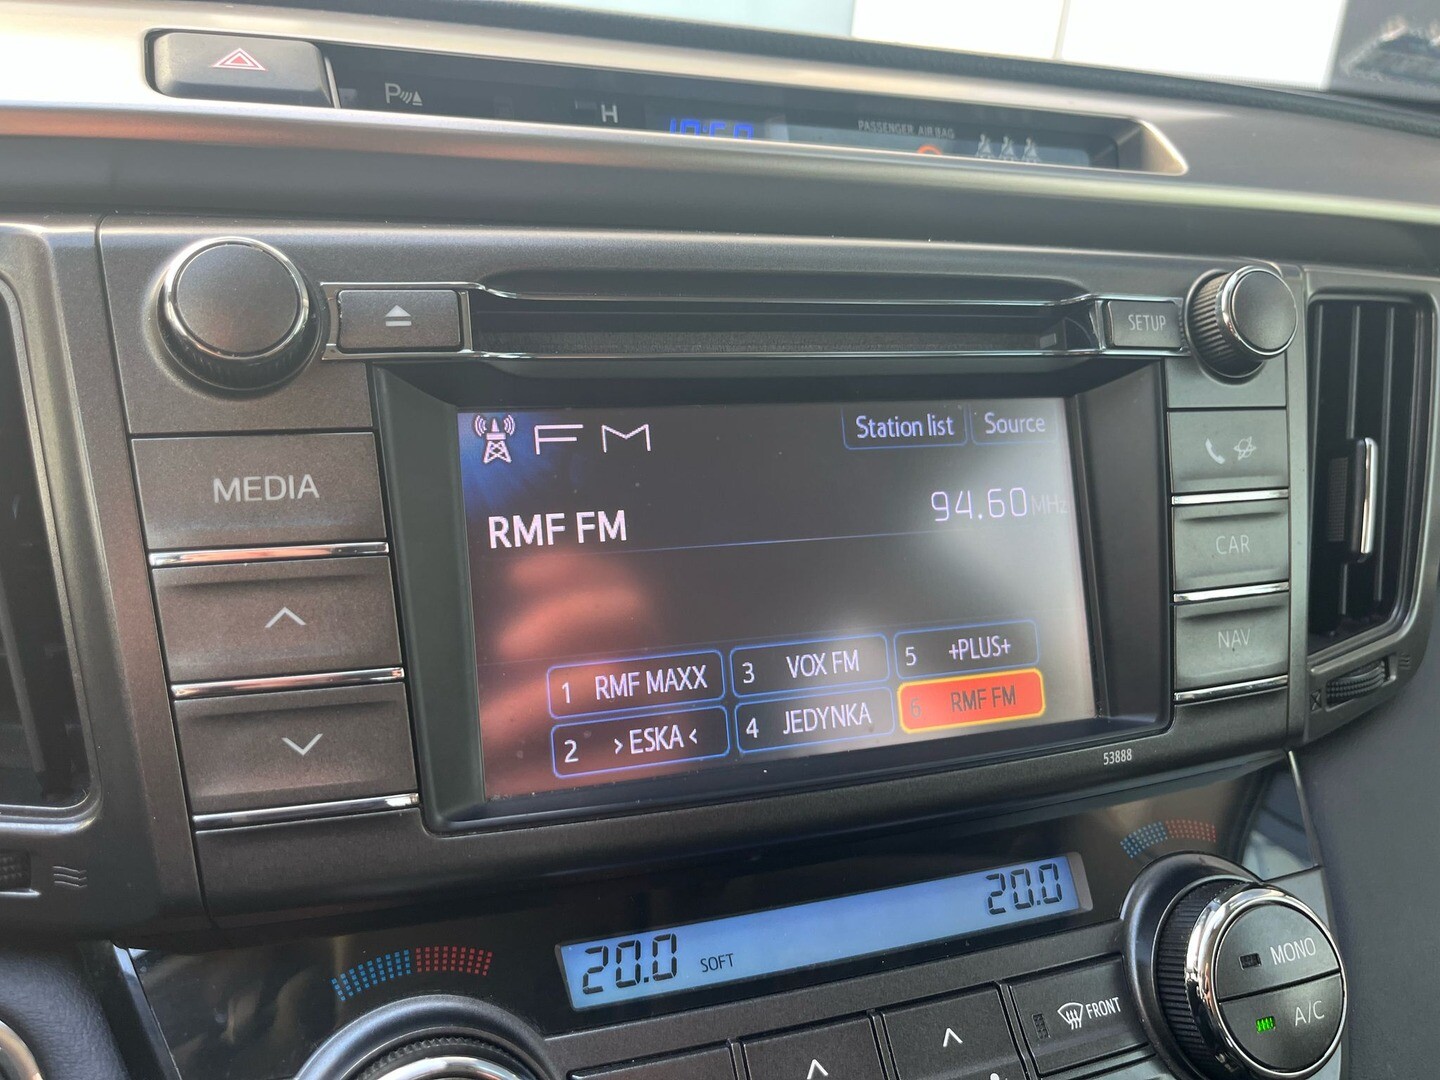 P
H
PASSENGER AIR BAG
SETUP
FM
Station list
Source
MEDIA
RMF FM
94.60 MHz
CAR
NAV
1 RMF MAXX
3 VOX FM
5 +PLUS+
2 >ESKA<
4 JEDYNKA
6 RMF FM
53888
20.0 SOFT
20.0
MONO
A/C
FRONT